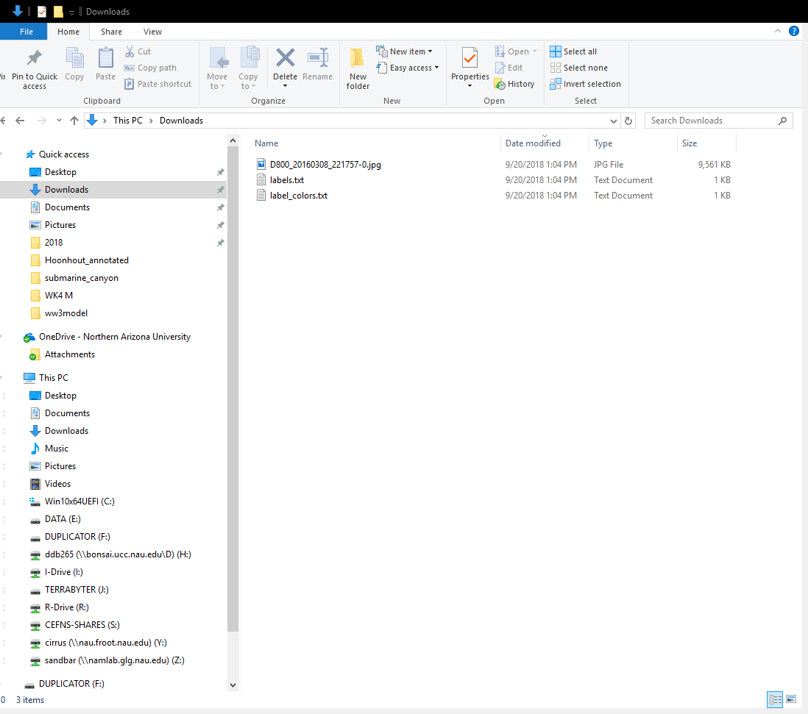 Downloads
File Home Share View
Pin to Quick access
Copy
Paste
Cut
Copy path
Paste shortcut
Clipboard
Move to
Copy to
Delete
Rename
Organize
New folder
New item
Easy access
New
Properties
Open
Edit
History
Open
Select all
Select none
Invert selection
Select
This PC > Downloads
Search Downloads
Name Date modified Type Size
D800_20160308_221757-0.jpg 9/20/2018 1:04 PM JPG File 9,561 KB
labels.txt 9/20/2018 1:04 PM Text Document 1 KB
label_colors.txt 9/20/2018 1:04 PM Text Document 1 KB
Quick access
Desktop
Downloads
Documents
Pictures
2018
Hoonhout_annotated
submarine_canyon
WK4 M
ww3model
OneDrive - Northern Arizona University
Attachments
This PC
Desktop
Documents
Downloads
Music
Pictures
Videos
Win10x64UEFI (C:)
DATA (E:)
DUPLICATOR (F:)
ddb265 (\\bonsai.ucc.nau.edu\D) (H:)
I-Drive (I:)
TERRABYTER (J:)
R-Drive (R:)
CEFNS-SHARES (S:)
cirrus (\\nau.froot.nau.edu) (Y:)
sandbar (\\namlab.glg.nau.edu) (Z:)
DUPLICATOR (F:)
3 items